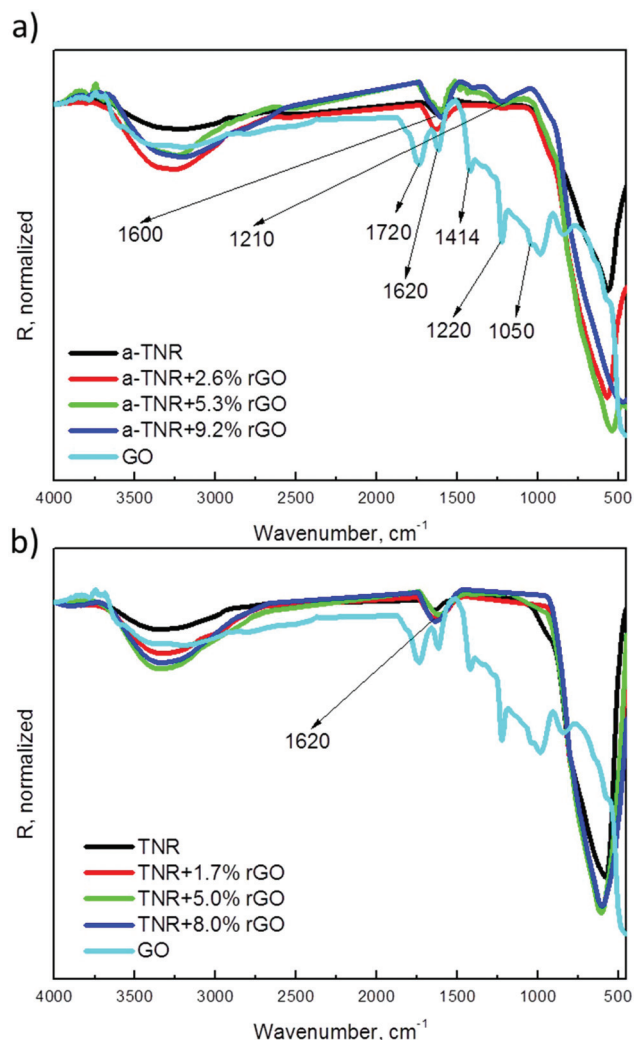 a)
R, normalized
1600
1210
1720
1414
1620
1220
1050
a-TNR
a-TNR+2.6% rGO
a-TNR+5.3% rGO
a-TNR+9.2% rGO
GO
4000 3500 3000 2500 2000 1500 1000 500
Wavenumber, cm⁻¹
b)
R, normalized
1620
TNR
TNR+1.7% rGO
TNR+5.0% rGO
TNR+8.0% rGO
GO
4000 3500 3000 2500 2000 1500 1000 500
Wavenumber, cm⁻¹